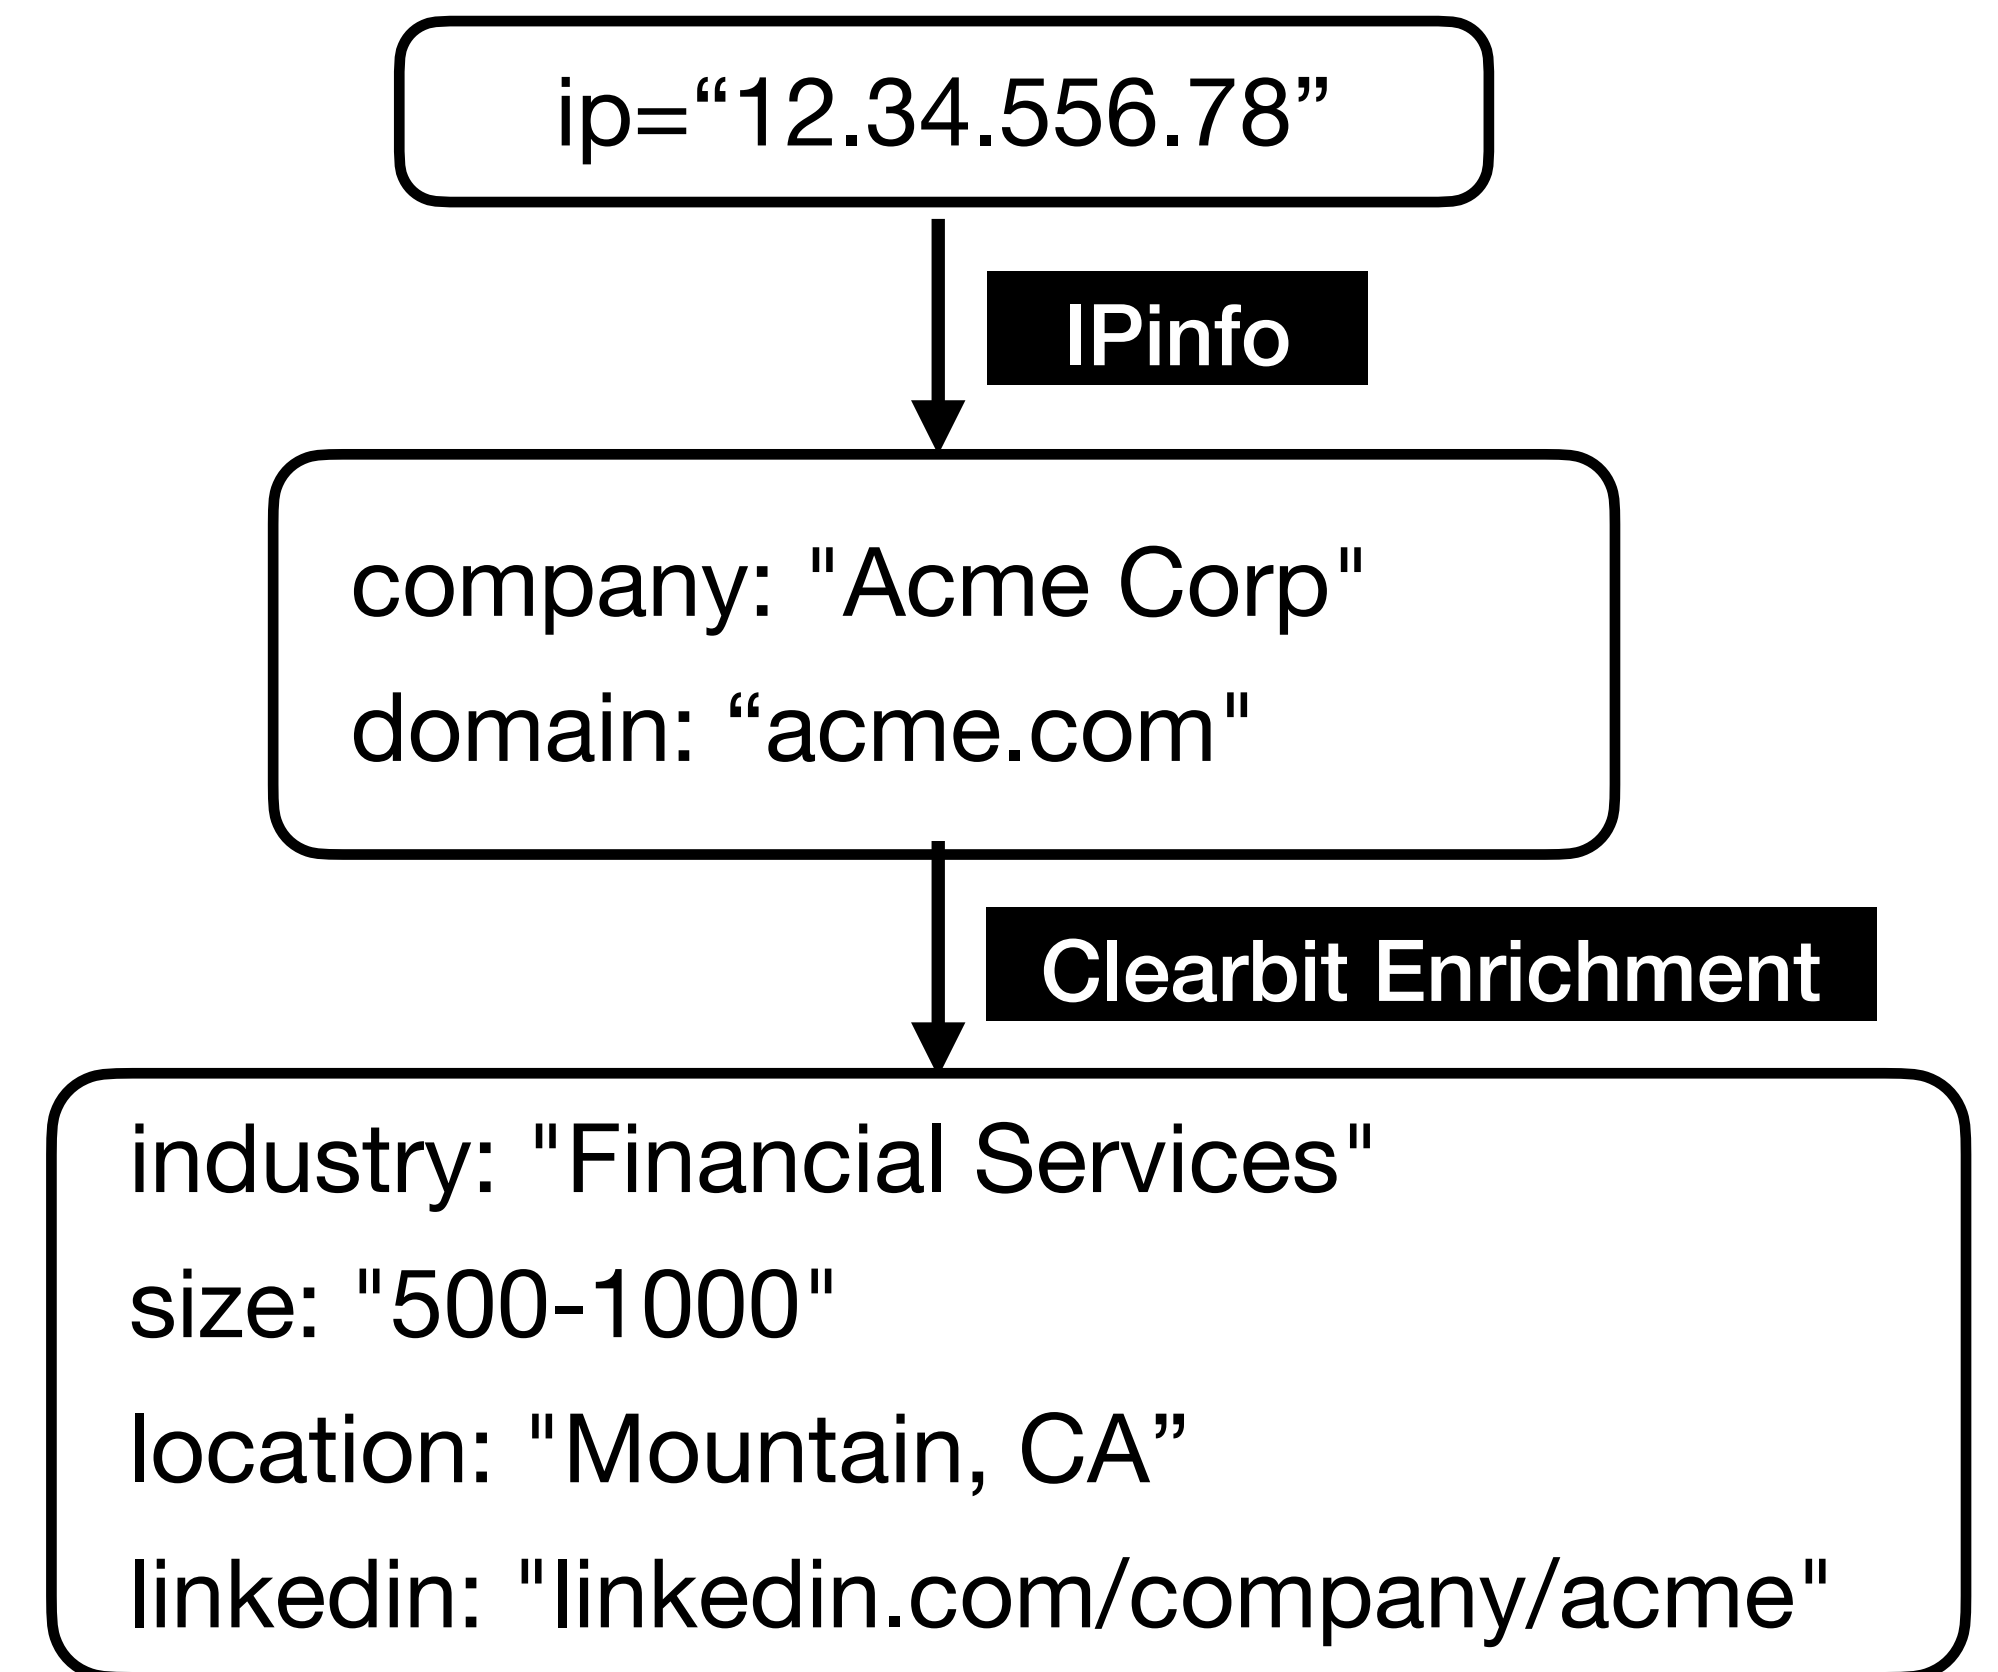 ip=“12.34.556.78”
IPinfo
company: "Acme Corp"
domain: “acme.com"
Clearbit Enrichment
industry: "Financial Services"
size: "500-1000"
location: "Mountain, CA”
linkedin: "linkedin.com/company/acme"